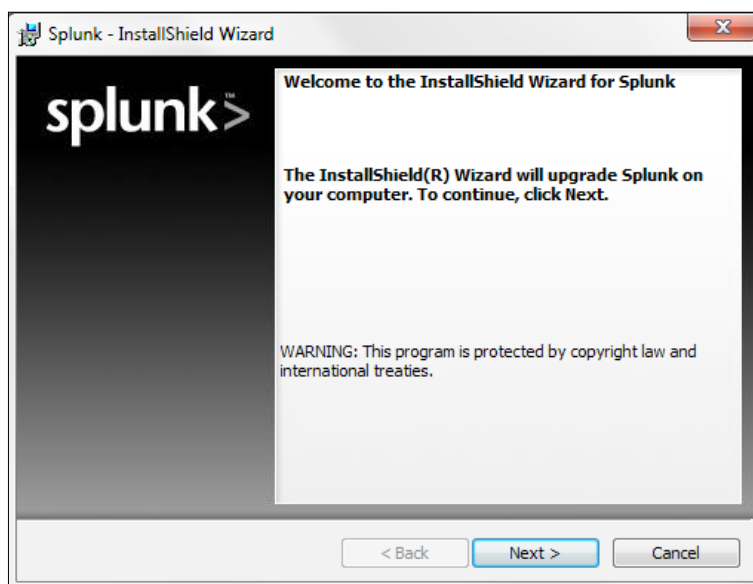 Splunk - InstallShield Wizard
splunk>™
Welcome to the InstallShield Wizard for Splunk
The InstallShield(R) Wizard will upgrade Splunk on
your computer. To continue, click Next.
WARNING: This program is protected by copyright law and
international treaties.
< Back
Next >
Cancel